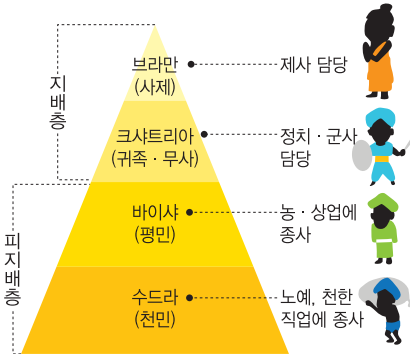 지배층
브라만
(사제)
제사 담당
크샤트리아
(귀족·무사)
정치·군사
담당
피지배층
바이샤
(평민)
농·상업에
종사
수드라
(천민)
노예, 천한
직업에 종사